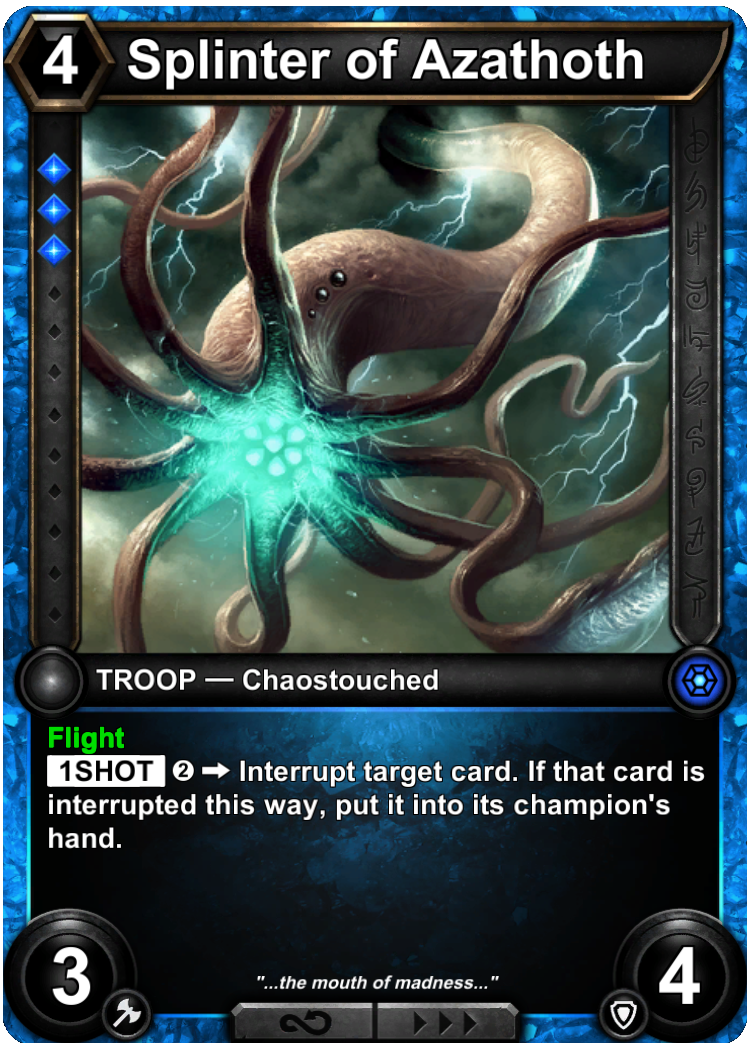 4 Splinter of Azathoth
TROOP — Chaostouched
Flight
1SHOT ② ➞ Interrupt target card. If that card is
interrupted this way, put it into its champion's
hand.
3
"...the mouth of madness..."
4